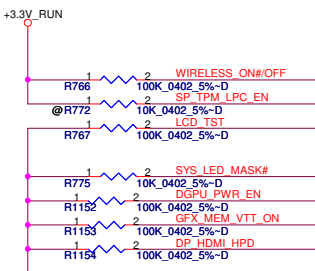 +3.3V_RUN
1 2 WIRELESS_ON#/OFF
R766 100K_0402_5%~D
1 2 SP_TPM_LPC_EN
@R772 10K_0402_5%~D
1 2 LCD_TST
R767 100K_0402_5%~D
1 2 SYS_LED_MASK#
R775 10K_0402_5%~D
1 2 DGPU_PWR_EN
R1152 100K_0402_5%~D
1 2 GFX_MEM_VTT_ON
R1153 100K_0402_5%~D
1 2 DP_HDMI_HPD
R1154 100K_0402_5%~D